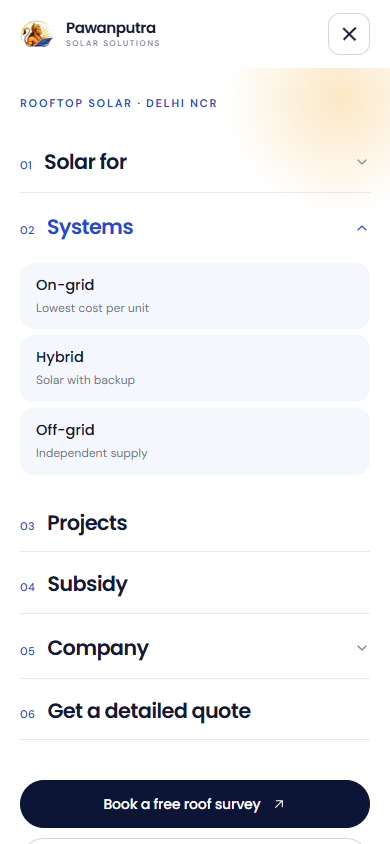 Pawanputra
SOLAR SOLUTIONS
ROOFTOP SOLAR · DELHI NCR
01 Solar for
02 Systems
On-grid
Lowest cost per unit
Hybrid
Solar with backup
Off-grid
Independent supply
03 Projects
04 Subsidy
05 Company
06 Get a detailed quote
Book a free roof survey